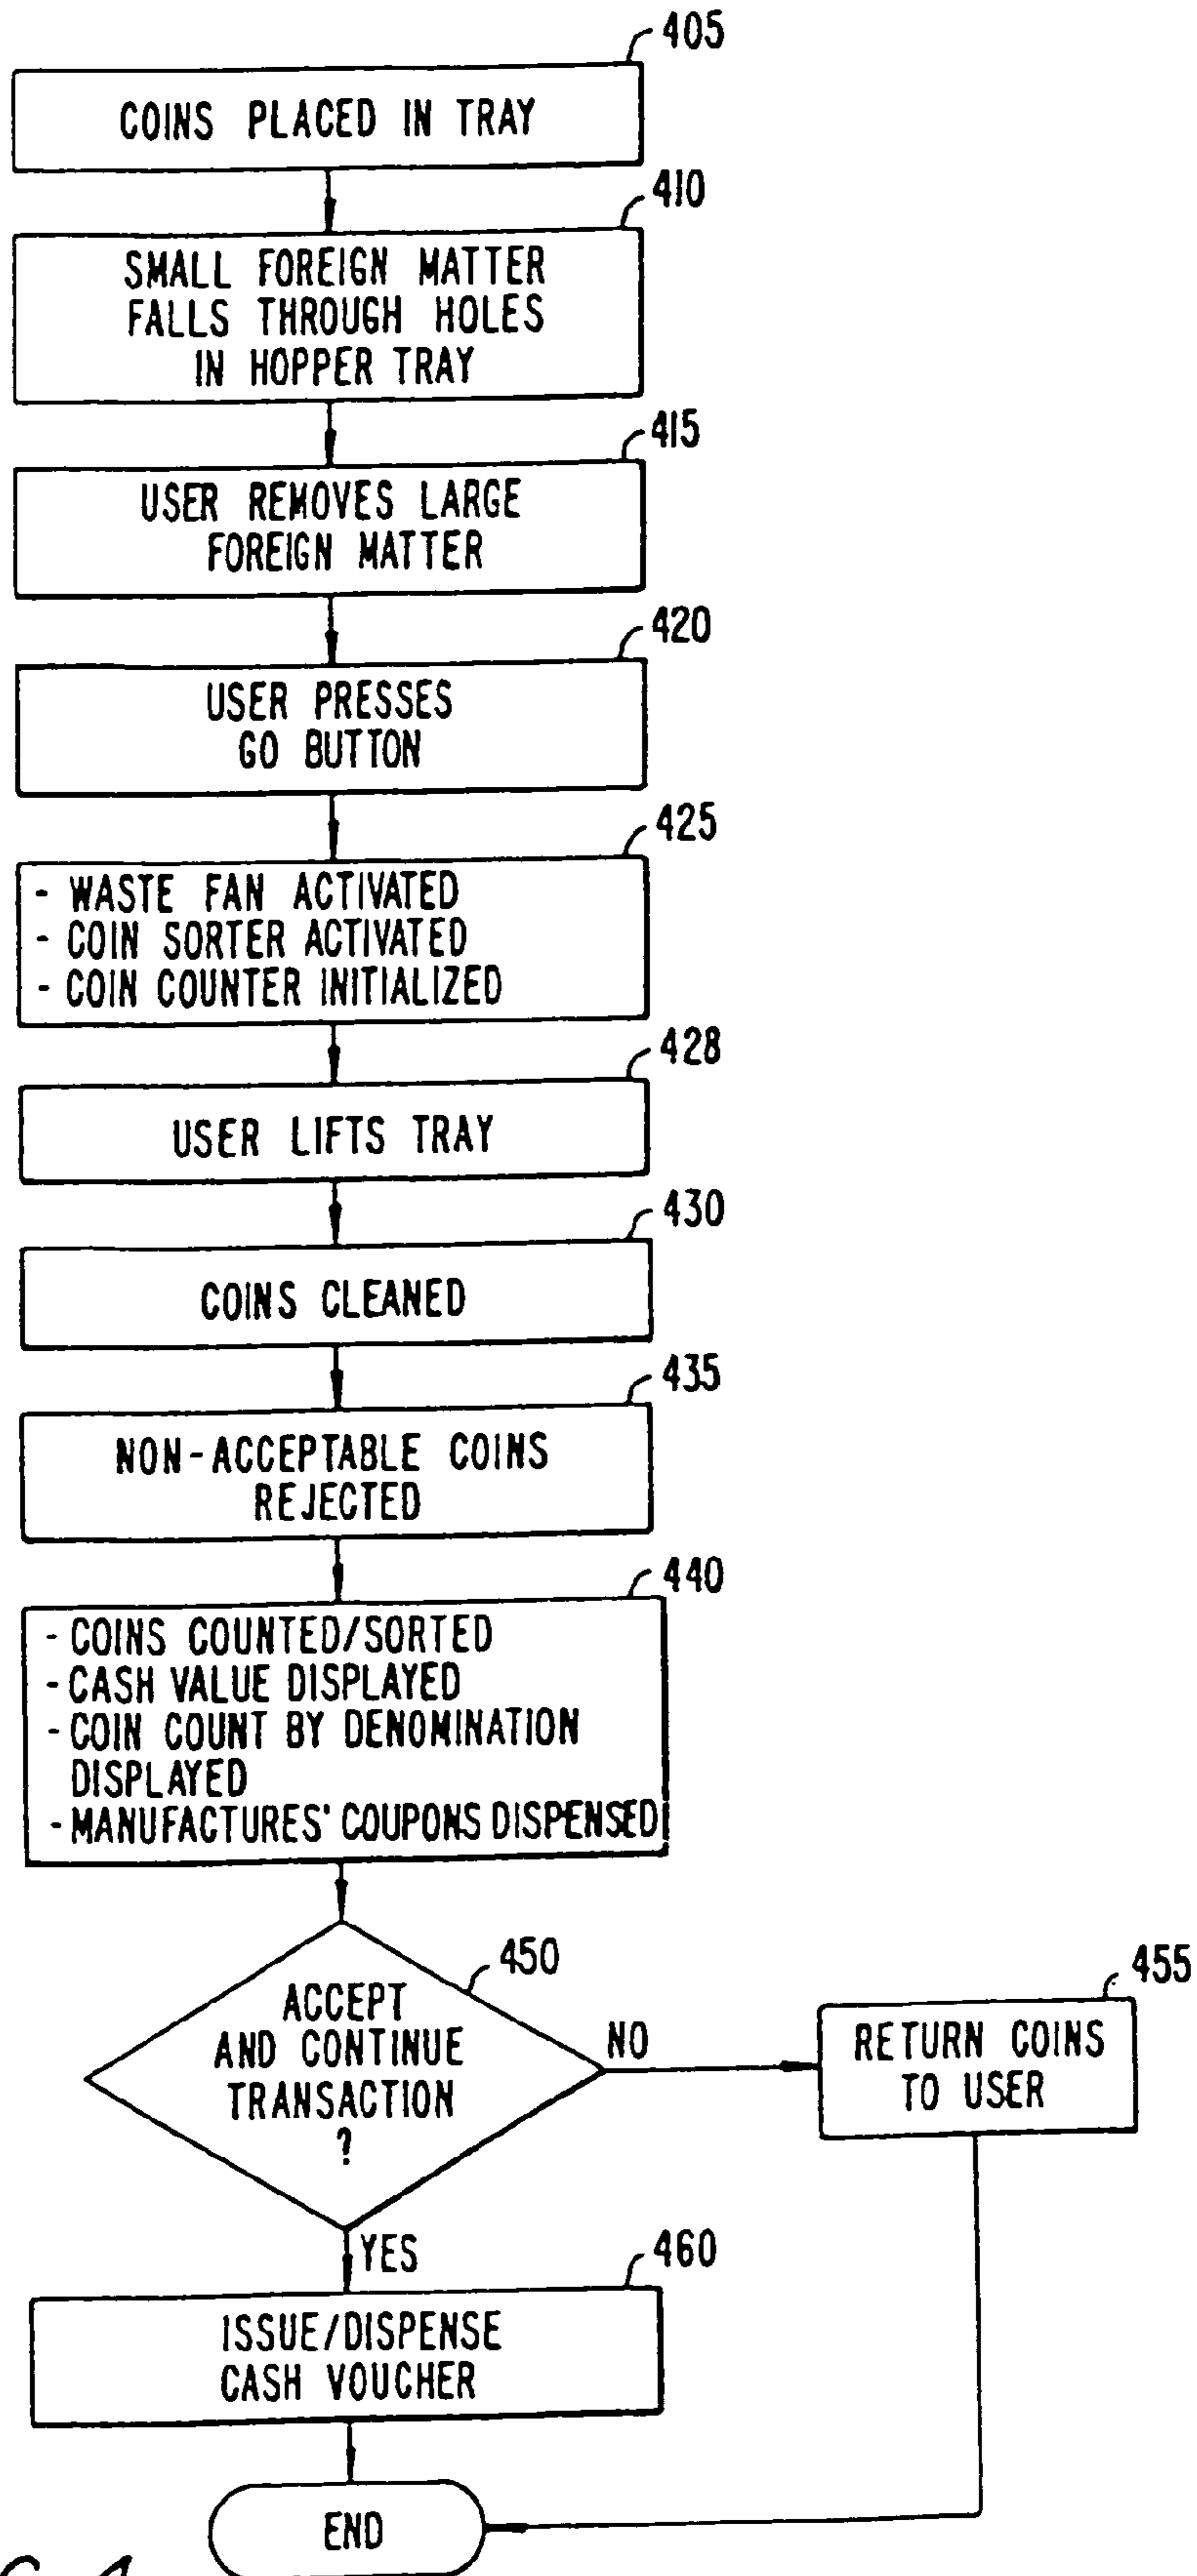 405
COINS PLACED IN TRAY
410
SMALL FOREIGN MATTER
FALLS THROUGH HOLES
IN HOPPER TRAY
415
USER REMOVES LARGE
FOREIGN MATTER
420
USER PRESSES
GO BUTTON
425
- WASTE FAN ACTIVATED
- COIN SORTER ACTIVATED
- COIN COUNTER INITIALIZED
428
USER LIFTS TRAY
430
COINS CLEANED
435
NON-ACCEPTABLE COINS
REJECTED
440
- COINS COUNTED/SORTED
- CASH VALUE DISPLAYED
- COIN COUNT BY DENOMINATION
DISPLAYED
- MANUFACTURES' COUPONS DISPENSED
450
ACCEPT
AND CONTINUE
TRANSACTION
?
NO
455
RETURN COINS
TO USER
YES
460
ISSUE/DISPENSE
CASH VOUCHER
END